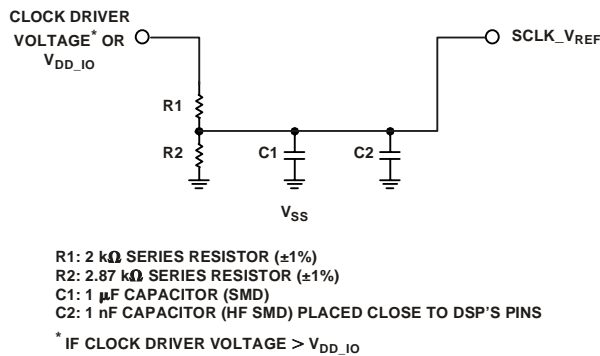 CLOCK DRIVER
VOLTAGE* OR
VDD_IO
SCLK_VREF
R1
R2
C1
C2
VSS
R1: 2 kΩ SERIES RESISTOR (±1%)
R2: 2.87 kΩ SERIES RESISTOR (±1%)
C1: 1 μF CAPACITOR (SMD)
C2: 1 nF CAPACITOR (HF SMD) PLACED CLOSE TO DSP'S PINS
* IF CLOCK DRIVER VOLTAGE > VDD_IO